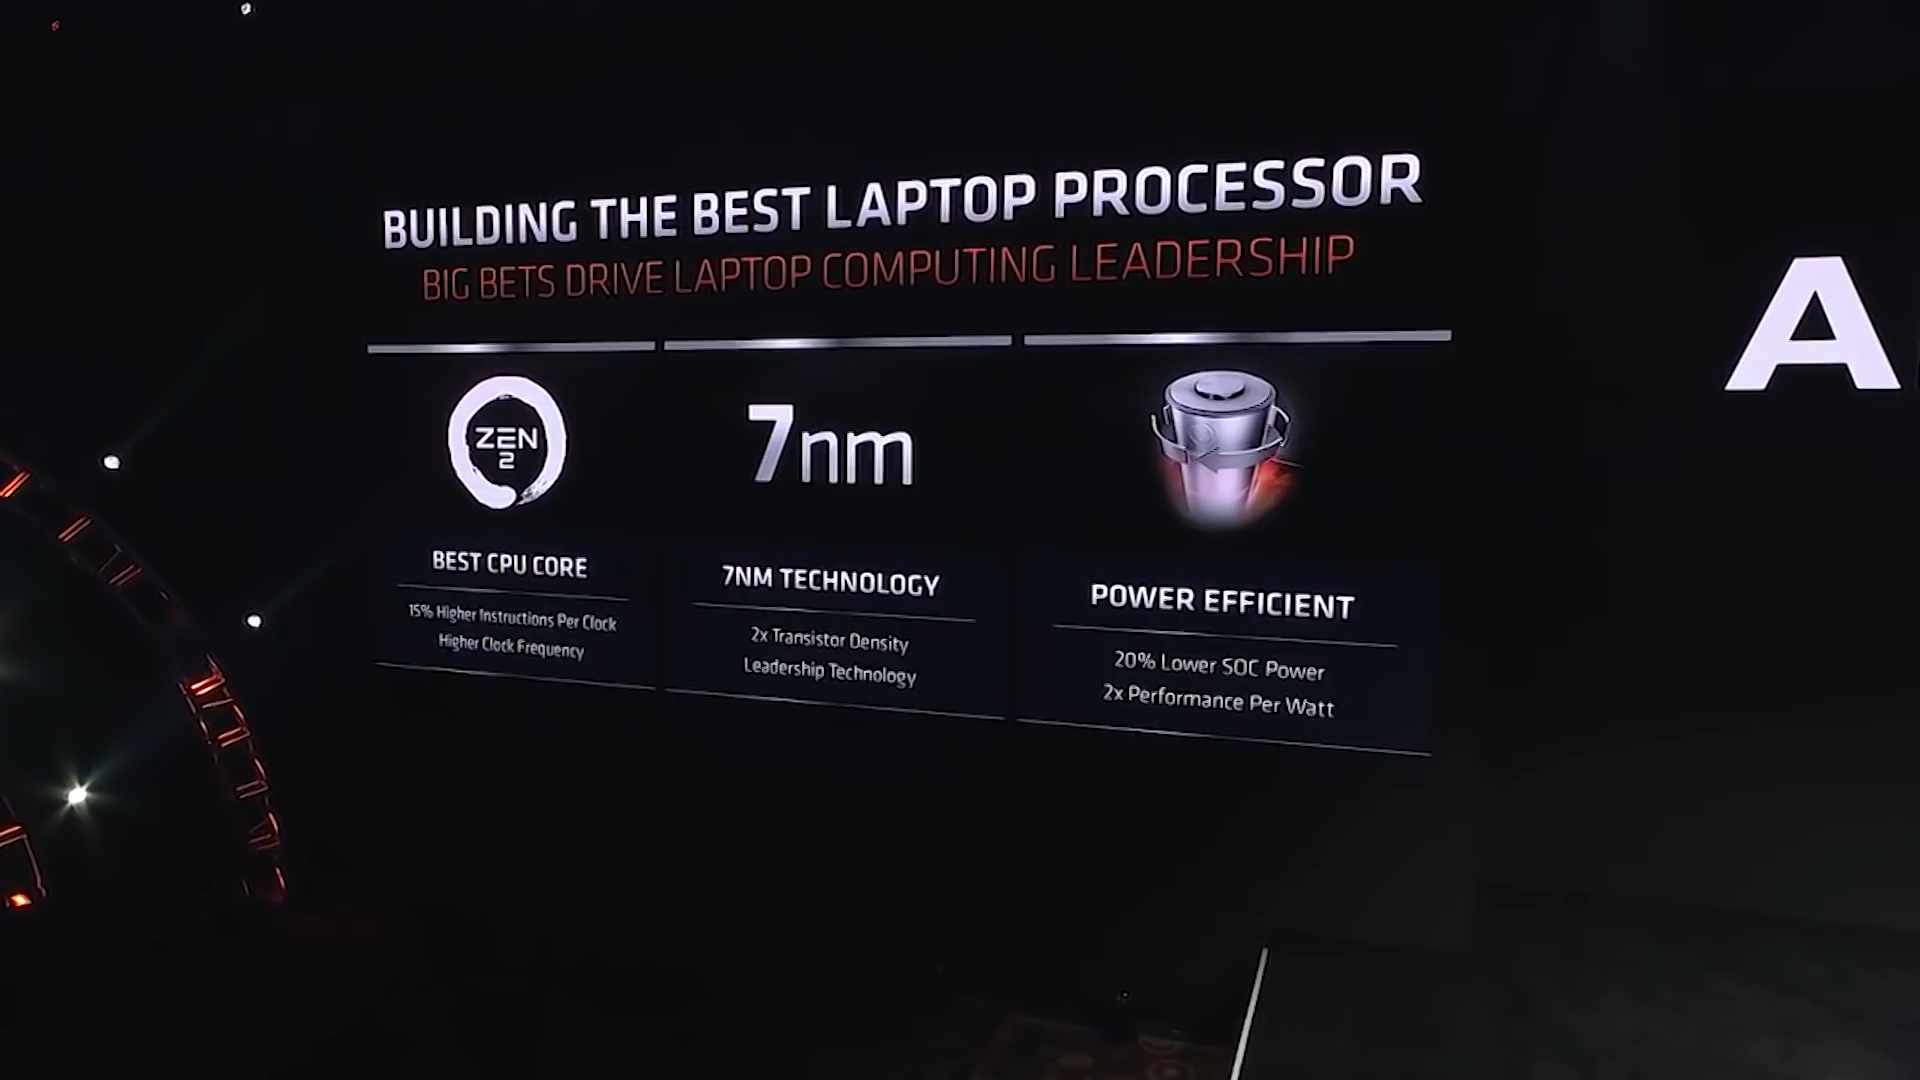 BUILDING THE BEST LAPTOP PROCESSOR
BIG BETS DRIVE LAPTOP COMPUTING LEADERSHIP
ZEN
2
BEST CPU CORE
15% Higher Instructions Per Clock
Higher Clock Frequency
7nm
7NM TECHNOLOGY
2x Transistor Density
Leadership Technology
POWER EFFICIENT
20% Lower SOC Power
2x Performance Per Watt
A